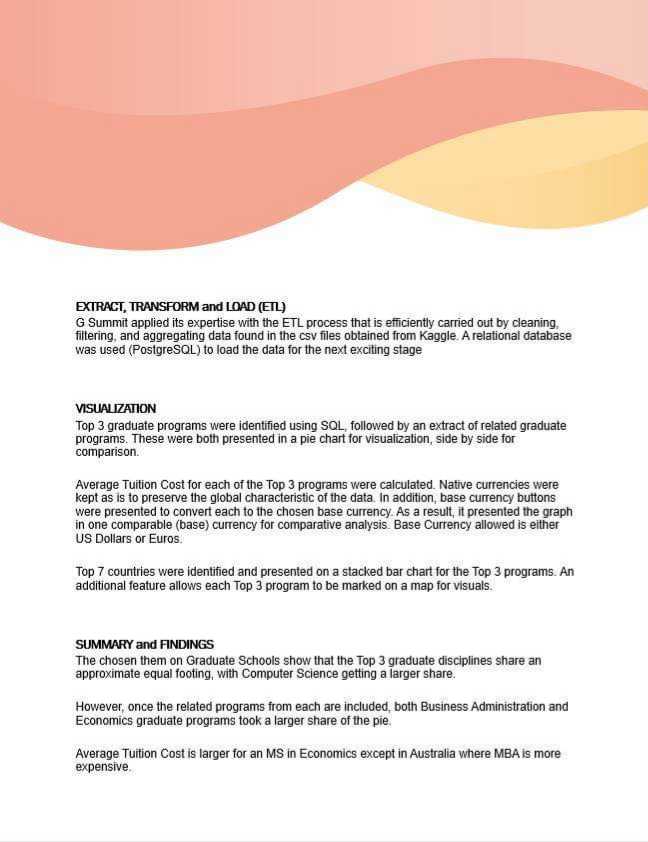 EXTRACT, TRANSFORM and LOAD (ETL)
G Summit applied its expertise with the ETL process that is efficiently carried out by cleaning,
filtering, and aggregating data found in the csv files obtained from Kaggle. A relational database
was used (PostgreSQL) to load the data for the next exciting stage
VISUALIZATION
Top 3 graduate programs were identified using SQL, followed by an extract of related graduate
programs. These were both presented in a pie chart for visualization, side by side for
comparison.
Average Tuition Cost for each of the Top 3 programs were calculated. Native currencies were
kept as is to preserve the global characteristic of the data. In addition, base currency buttons
were presented to convert each to the chosen base currency. As a result, it presented the graph
in one comparable (base) currency for comparative analysis. Base Currency allowed is either
US Dollars or Euros.
Top 7 countries were identified and presented on a stacked bar chart for the Top 3 programs. An
additional feature allows each Top 3 program to be marked on a map for visuals.
SUMMARY and FINDINGS
The chosen them on Graduate Schools show that the Top 3 graduate disciplines share an
approximate equal footing, with Computer Science getting a larger share.
However, once the related programs from each are included, both Business Administration and
Economics graduate programs took a larger share of the pie.
Average Tuition Cost is larger for an MS in Economics except in Australia where MBA is more
expensive.